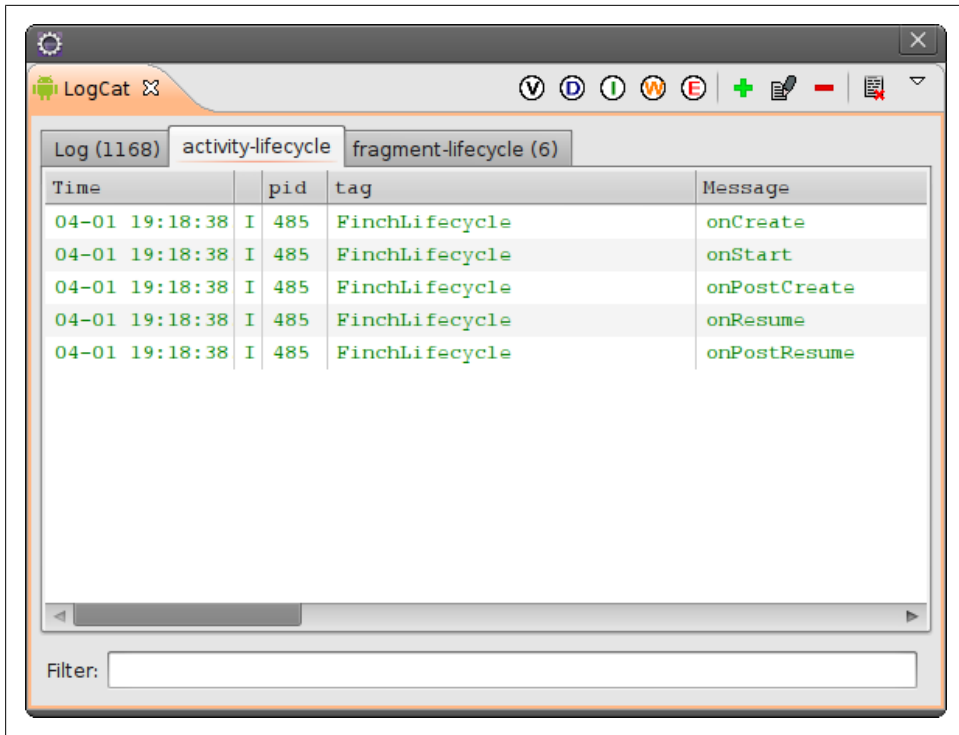 LogCat
V D I W E
Log (1168) activity-lifecycle fragment-lifecycle (6)
Time pid tag Message
04-01 19:18:38 I 485 FinchLifecycle onCreate
04-01 19:18:38 I 485 FinchLifecycle onStart
04-01 19:18:38 I 485 FinchLifecycle onPostCreate
04-01 19:18:38 I 485 FinchLifecycle onResume
04-01 19:18:38 I 485 FinchLifecycle onPostResume
Filter: